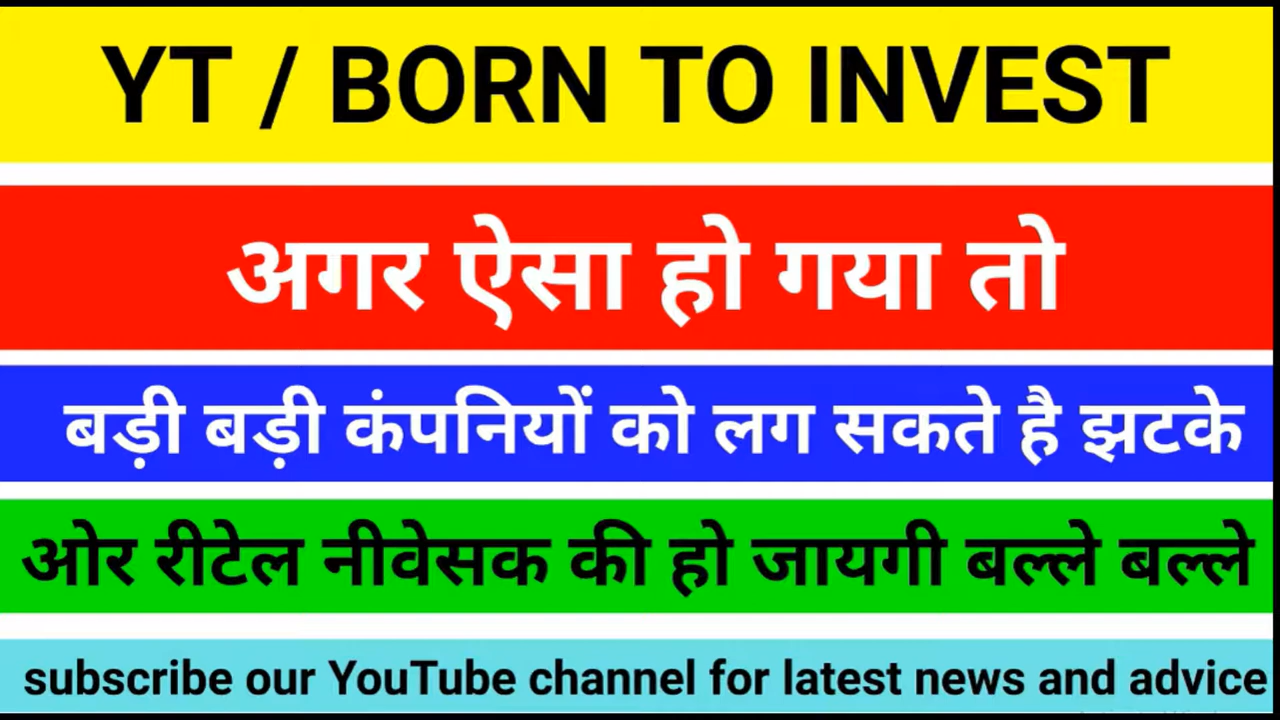 YT / BORN TO INVEST
अगर ऐसा हो गया तो
बड़ी बड़ी कंपनियों को लग सकते है झटके
ओर रीटेल नीवेसक की हो जायगी बल्ले बल्ले
subscribe our YouTube channel for latest news and advice